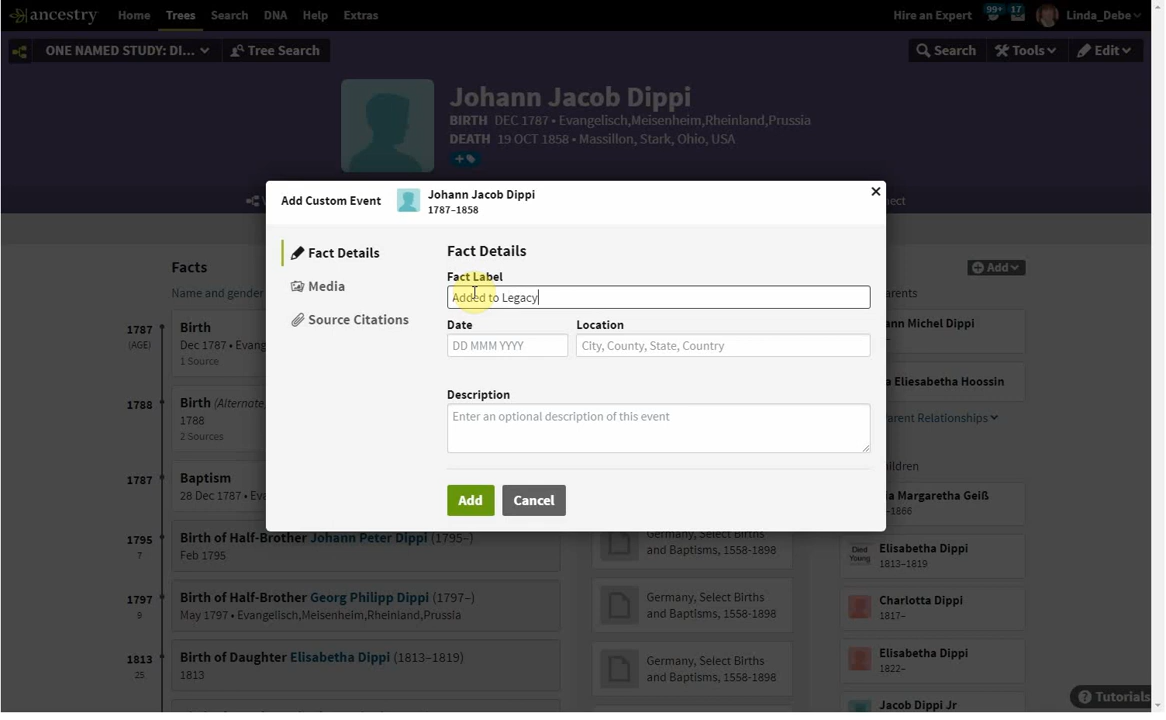 ancestry Home Trees Search DNA Help Extras Hire an Expert 99+ 17 Linda_Debe
ONE NAMED STUDY: DI... Tree Search Search Tools Edit
Johann Jacob Dippi
BIRTH DEC 1787 • Evangelisch,Meisenheim,Rheinland,Prussia
DEATH 19 OCT 1858 • Massillon, Stark, Ohio, USA
Add Custom Event
Johann Jacob Dippi
1787–1858
Fact Details
Media
Source Citations
Fact Details
Fact Label
Added to Legacy
Date Location
DD MMM YYYY City, County, State, Country
Description
Enter an optional description of this event
Add Cancel
Facts
Name and gender
1787
(AGE)
Birth
Dec 1787 • Evang
1 Source
1788
Birth (Alternate
1788
2 Sources
1787
Baptism
28 Dec 1787 • Eva
1795
7
Birth of Half-Brother Johann Peter Dippi (1795–)
Feb 1795
1797
9
Birth of Half-Brother Georg Philipp Dippi (1797–)
May 1797 • Evangelisch,Meisenheim,Rheinland,Prussia
1813
25
Birth of Daughter Elisabetha Dippi (1813–1819)
1813
Germany, Select Births
and Baptisms, 1558-1898
Germany, Select Births
and Baptisms, 1558-1898
Germany, Select Births
and Baptisms, 1558-1898
Add
arents
ann Michel Dippi
a Eliesabetha Hoossin
arent Relationships
ildren
ia Margaretha Geiß
–1866
Died Young
Elisabetha Dippi
1813–1819
Charlotta Dippi
1817–
Elisabetha Dippi
1822–
Jacob Dippi Jr
Tutorials